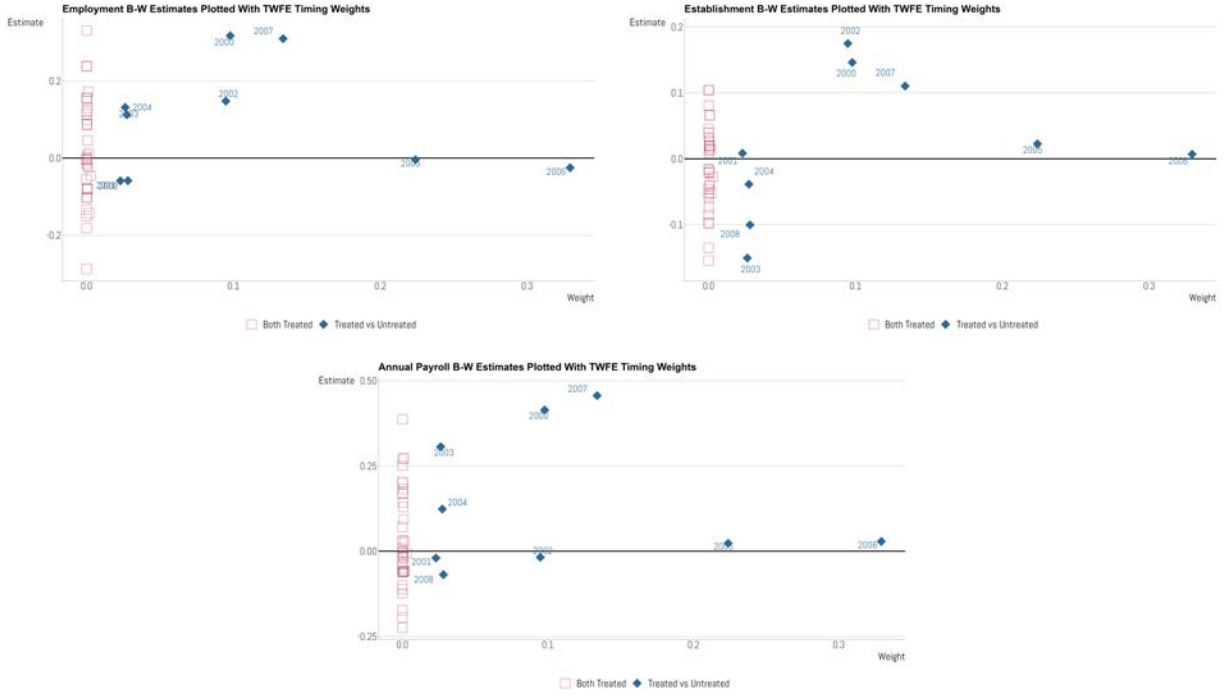 Employment B-W Estimates Plotted With TWFE Timing Weights
Estimate
2007
2000
0.2
2002
2004
2003
0.0
2005
2006
-0.2
0.0 0.1 0.2 0.3
Weight
Both Treated Treated vs Untreated
Establishment B-W Estimates Plotted With TWFE Timing Weights
Estimate
0.2
2002
2000
2007
0.1
2005
2001
2006
0.0
2004
2008
-0.1
2003
0.0 0.1 0.2 0.3
Weight
Both Treated Treated vs Untreated
Annual Payroll B-W Estimates Plotted With TWFE Timing Weights
Estimate
0.50
2007
2000
2003
0.25
2004
0.00
2002
2005
2006
2001
2008
-0.25
0.0 0.1 0.2 0.3
Weight
Both Treated Treated vs Untreated